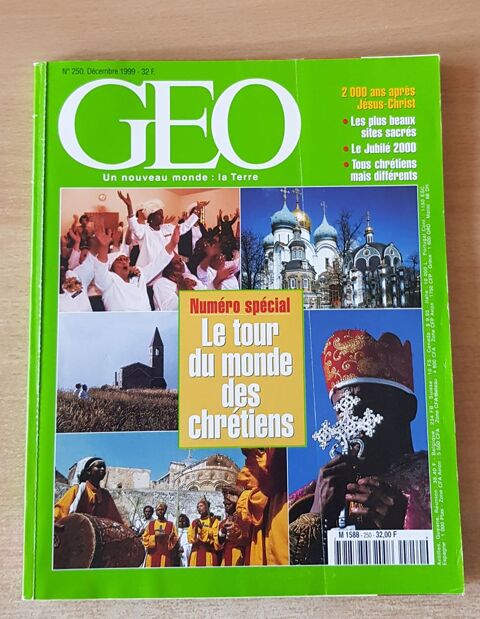 N° 250. Décembre 1999 - 32 F.
GEO
Un nouveau monde : la Terre
2 000 ans après
Jésus-Christ
• Les plus beaux
sites sacrés
• Le Jubilé 2000
• Tous chrétiens
mais différents
Numéro spécial
Le tour
du monde
des
chrétiens
M 1588 - 250 - 32,00 F